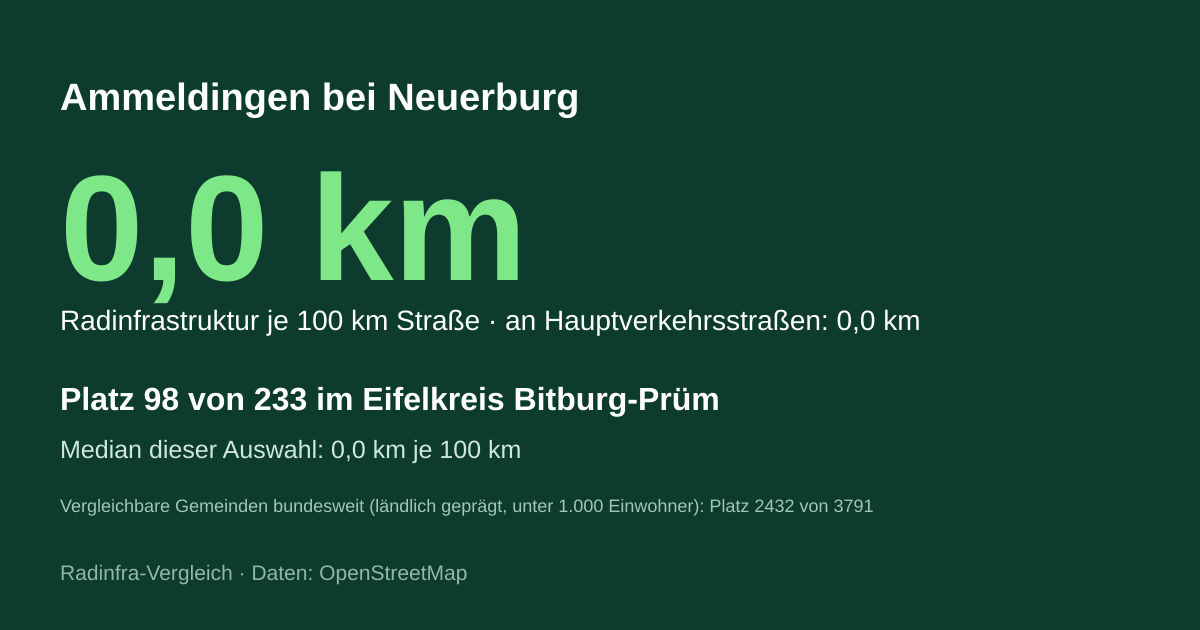 Ammeldingen bei Neuerburg
0,0 km
Radinfrastruktur je 100 km Straße · an Hauptverkehrsstraßen: 0,0 km
Platz 98 von 233 im Eifelkreis Bitburg-Prüm
Median dieser Auswahl: 0,0 km je 100 km
Vergleichbare Gemeinden bundesweit (ländlich geprägt, unter 1.000 Einwohner): Platz 2432 von 3791
Radinfra-Vergleich · Daten: OpenStreetMap